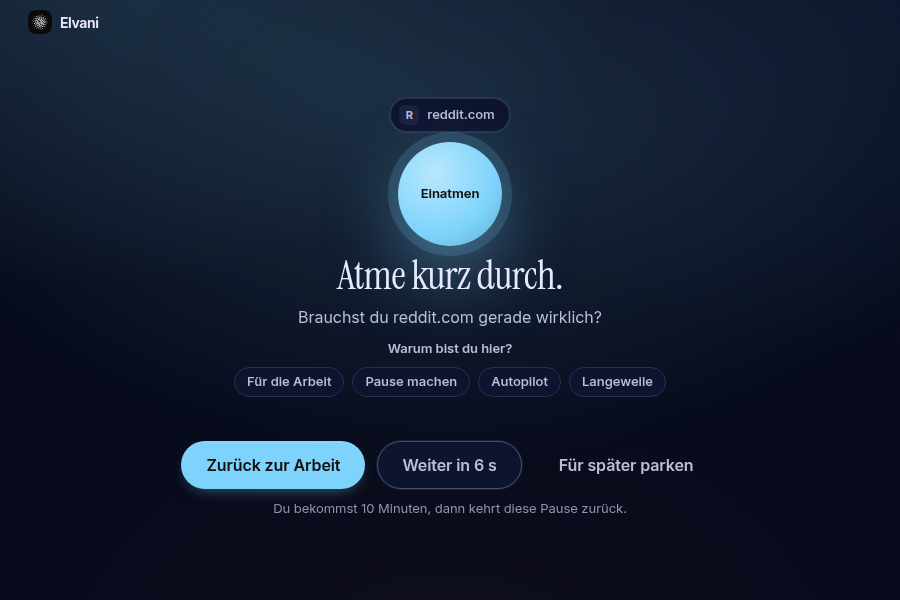 Elvani
R reddit.com
Einatmen
Atme kurz durch.
Brauchst du reddit.com gerade wirklich?
Warum bist du hier?
Für die Arbeit Pause machen Autopilot Langeweile
Zurück zur Arbeit Weiter in 6 s Für später parken
Du bekommst 10 Minuten, dann kehrt diese Pause zurück.